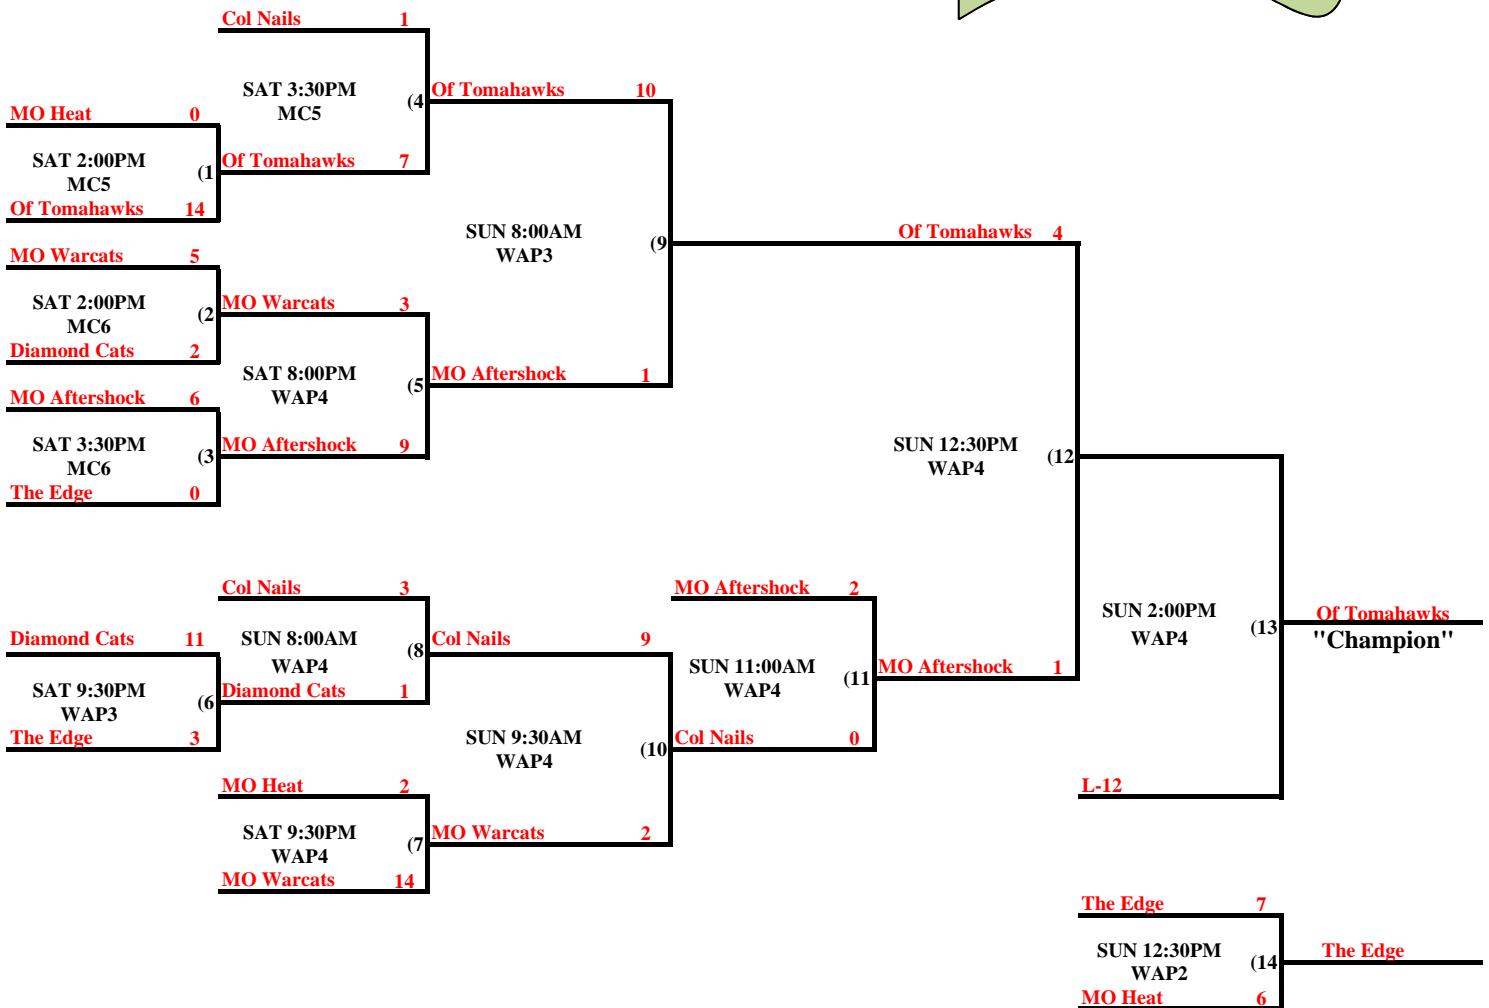 Col Nails 1
SAT 3:30PM
MC5
(4
Of Tomahawks 10
MO Heat 0
SAT 2:00PM
MC5
(1
Of Tomahawks 7
Of Tomahawks 14
SUN 8:00AM
WAP3
(9
Of Tomahawks 4
MO Warcats 5
SAT 2:00PM
MC6
(2
MO Warcats 3
Diamond Cats 2
SAT 8:00PM
WAP4
(5
MO Aftershock 1
MO Aftershock 6
SAT 3:30PM
MC6
(3
MO Aftershock 9
The Edge 0
SUN 12:30PM
WAP4
(12
Col Nails 3
SUN 8:00AM
WAP4
(8
Col Nails 9
MO Aftershock 2
Diamond Cats 11
SAT 9:30PM
WAP3
(6
Diamond Cats 1
The Edge 3
SUN 11:00AM
WAP4
(11
MO Aftershock 1
SUN 9:30AM
WAP4
(10
Col Nails 0
MO Heat 2
SAT 9:30PM
WAP4
(7
MO Warcats 2
MO Warcats 14
SUN 2:00PM
WAP4
(13
Of Tomahawks
"Champion"
L-12
The Edge 7
SUN 12:30PM
WAP2
(14
The Edge
MO Heat 6